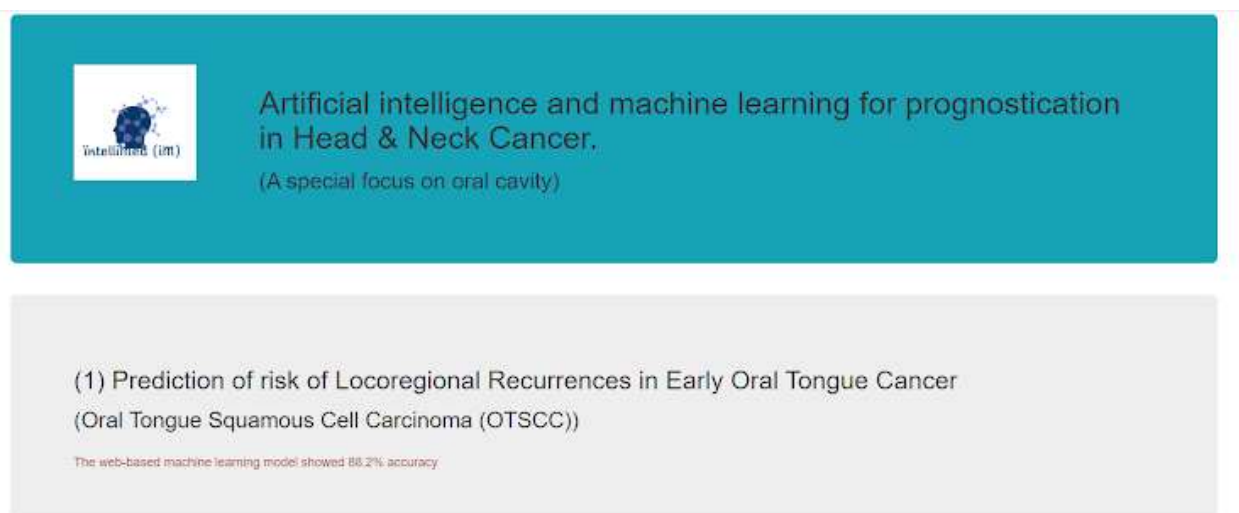 intellimed (im)
Artificial intelligence and machine learning for prognostication
in Head & Neck Cancer.
(A special focus on oral cavity)
(1) Prediction of risk of Locoregional Recurrences in Early Oral Tongue Cancer
(Oral Tongue Squamous Cell Carcinoma (OTSCC))
The web-based machine learning model showed 88.2% accuracy